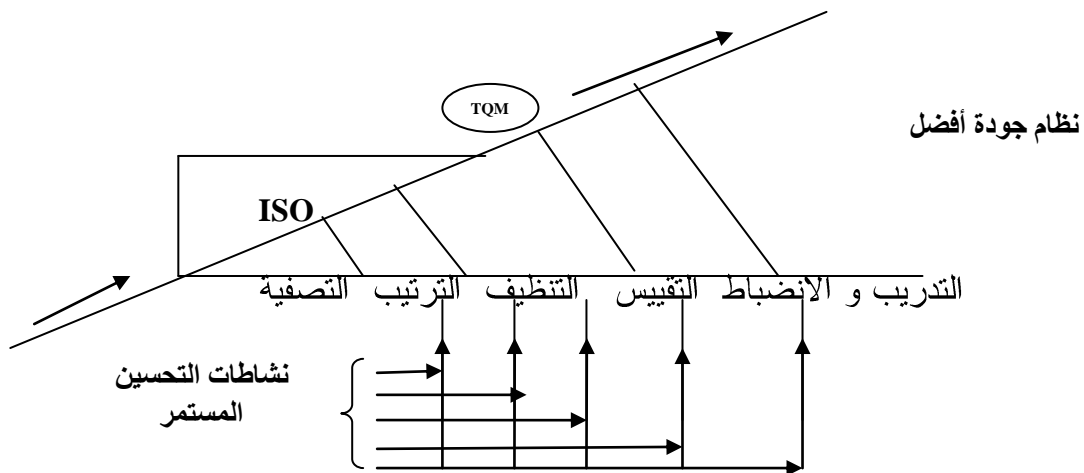 TQM
نظام جودة أفضل
ISO
التصفية الترتيب التنظيف التقييس التدريب و الانضباط
نشاطات التحسين
المستمر